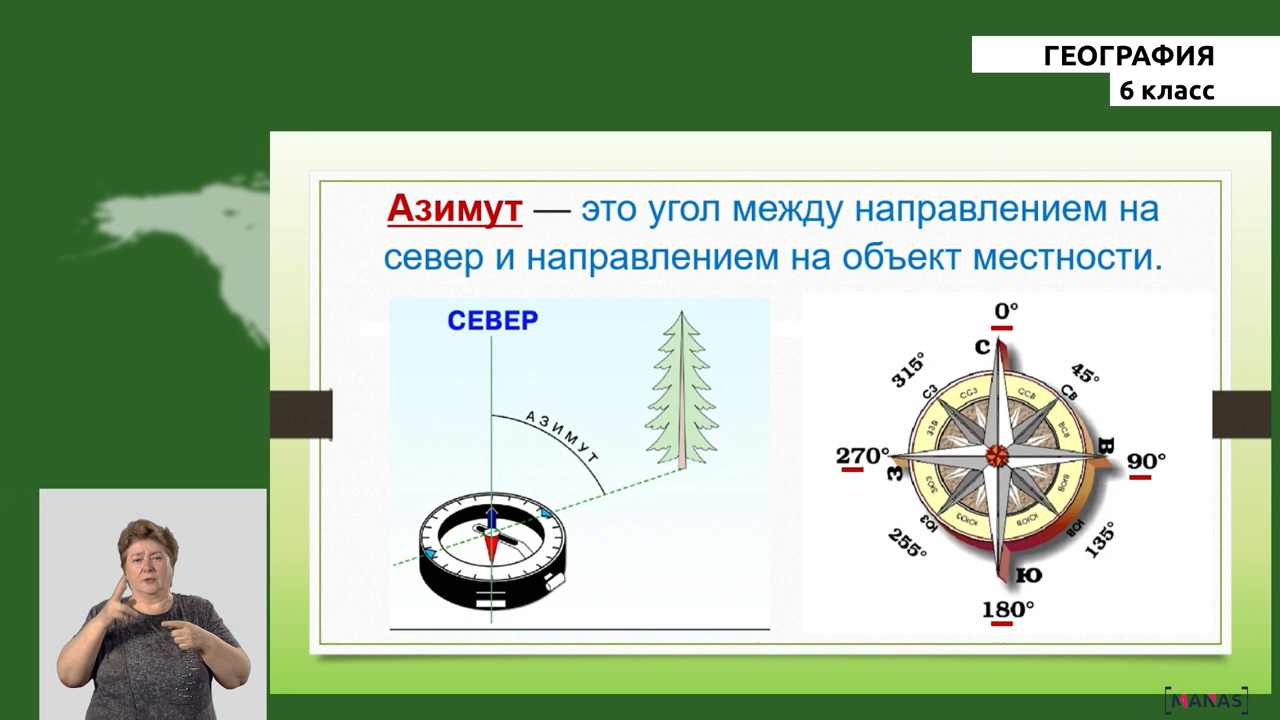 ГЕОГРАФИЯ
6 класс
Азимут — это угол между направлением на
север и направлением на объект местности.
СЕВЕР
АЗИМУТ
0°
С
315°
45°
СЗ
СВ
ССЗ
ССВ
ЗЗВ
ВСВ
270°
З
В
90°
ЗЮЗ
ВЮВ
ЮЗ
ЮЮЗ
ЮЮВ
ЮВ
255°
135°
Ю
180°
[MANAS]